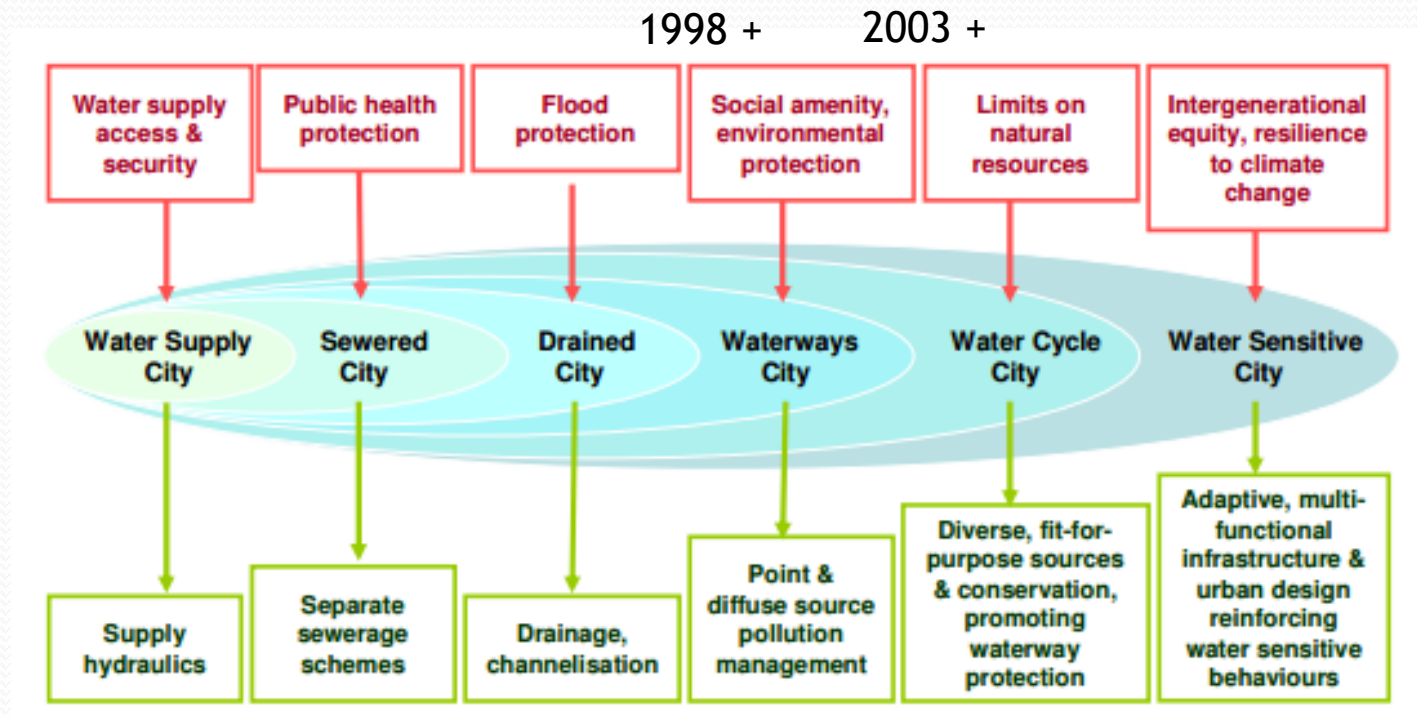 1998 +
2003 +
Water supply
access &
security
Public health
protection
Flood
protection
Social amenity,
environmental
protection
Limits on
natural
resources
Intergenerational
equity, resilience
to climate
change
Water Supply
City
Sewered
City
Drained
City
Waterways
City
Water Cycle
City
Water Sensitive
City
Supply
hydraulics
Separate
sewerage
schemes
Drainage,
channelisation
Point &
diffuse source
pollution
management
Diverse, fit-for-
purpose sources
& conservation,
promoting
waterway
protection
Adaptive, multi-
functional
infrastructure &
urban design
reinforcing
water sensitive
behaviours